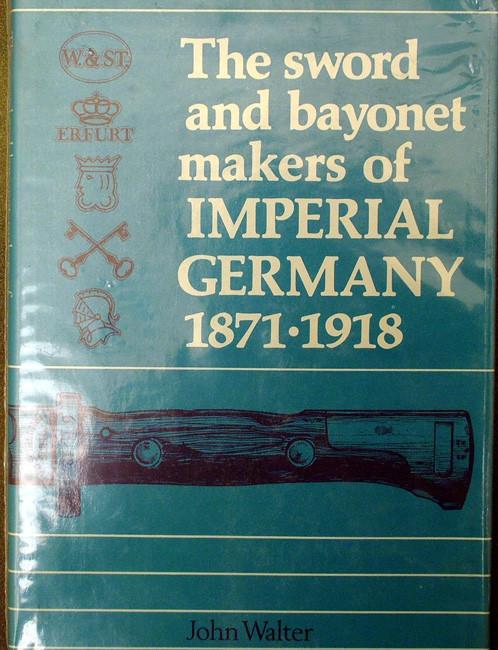 W. & ST.
ERFURT
The sword
and bayonet
makers of
IMPERIAL
GERMANY
1871·1918
John Walter